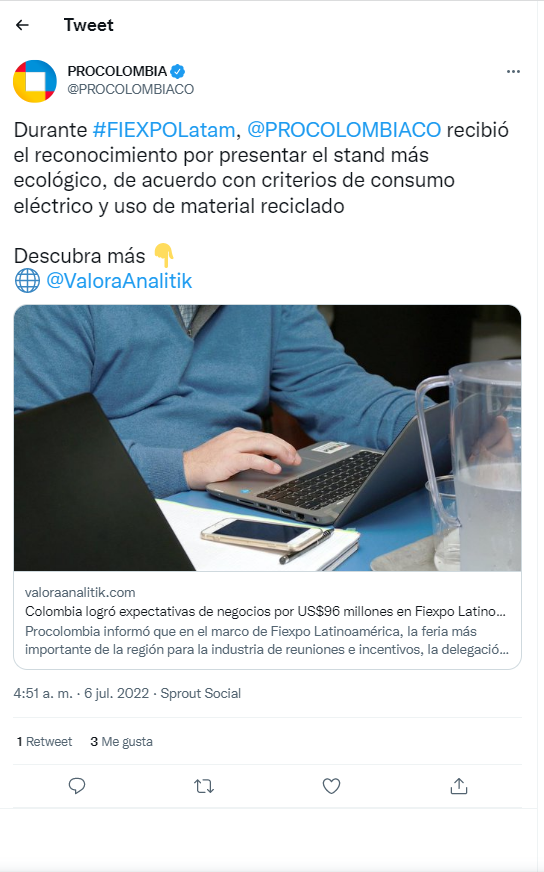 Tweet
PROCOLOMBIA
@PROCOLOMBIACO
Durante #FIEXPOLatam, @PROCOLOMBIACO recibió
el reconocimiento por presentar el stand más
ecológico, de acuerdo con criterios de consumo
eléctrico y uso de material reciclado
Descubra más 👇
🌐 @ValoraAnalitik
valoraanalitik.com
Colombia logró expectativas de negocios por US$96 millones en Fiexpo Latino...
Procolombia informó que en el marco de Fiexpo Latinoamérica, la feria más
importante de la región para la industria de reuniones e incentivos, la delegació...
4:51 a. m. · 6 jul. 2022 · Sprout Social
1 Retweet 3 Me gusta